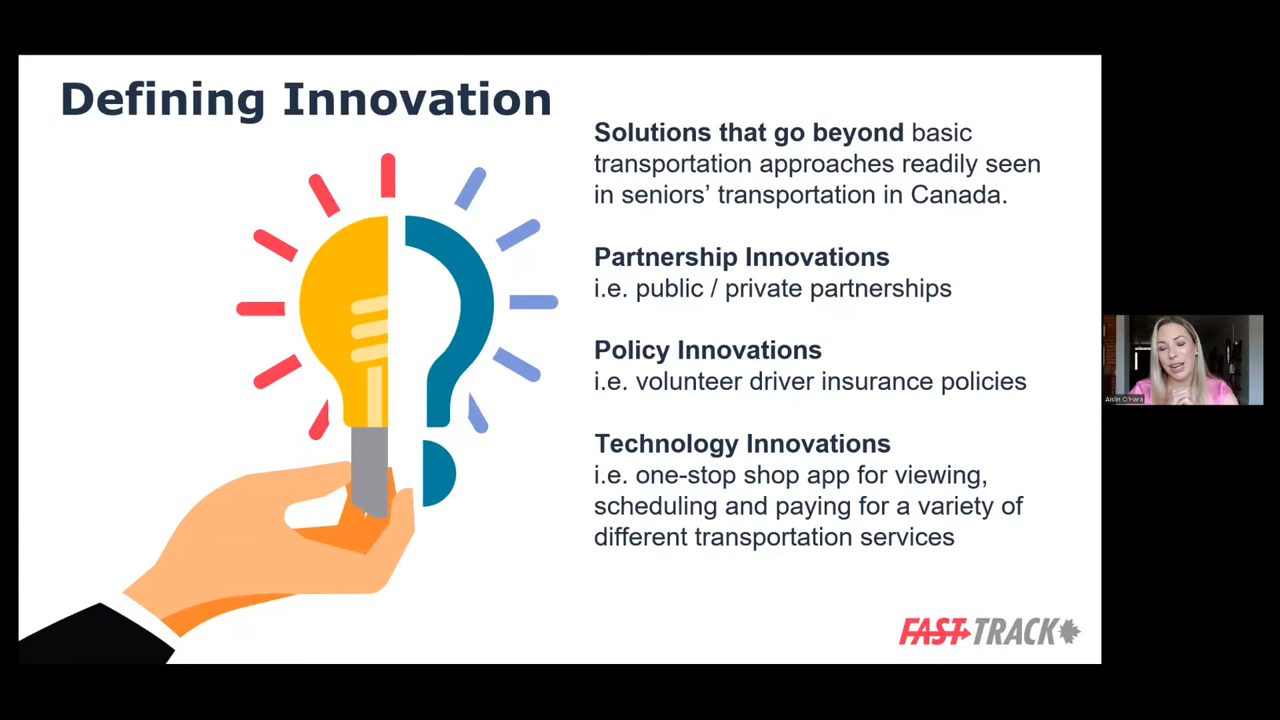 Defining Innovation
Solutions that go beyond basic
transportation approaches readily seen
in seniors’ transportation in Canada.
Partnership Innovations
i.e. public / private partnerships
Policy Innovations
i.e. volunteer driver insurance policies
Technology Innovations
i.e. one-stop shop app for viewing,
scheduling and paying for a variety of
different transportation services
FAST TRACK
Aislin O'Hara